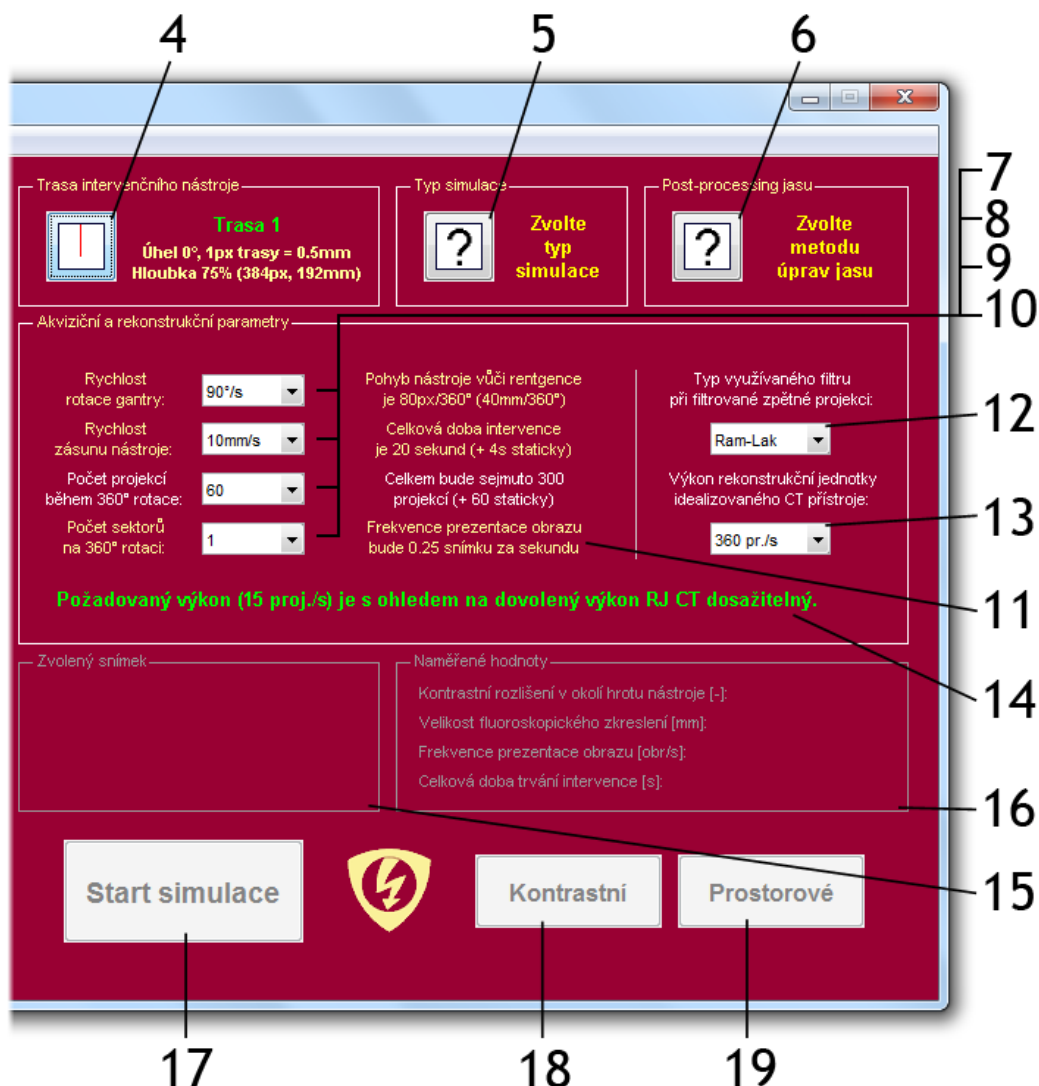 4
5
6
7
8
9
10
Trasa intervenčního nástroje
Trasa 1
Úhel 0°, 1px trasy = 0.5mm
Hloubka 75% (384px, 192mm)
Typ simulace
?
Zvolte
typ
simulace
Post-processing jasu
?
Zvolte
metodu
úprav jasu
Akviziční a rekonstrukční parametry
Rychlost
rotace gantry:
90°/s
Rychlost
zásunu nástroje:
10mm/s
Počet projekcí
během 360° rotace:
60
Počet sektorů
na 360° rotaci:
1
Pohyb nástroje vůči rentgence
je 80px/360° (40mm/360°)
Celková doba intervence
je 20 sekund (+ 4s staticky)
Celkem bude sejmuto 300
projekcí (+ 60 staticky)
Frekvence prezentace obrazu
bude 0.25 snímku za sekundu
Typ využívaného filtru
při filtrované zpětné projekci:
Ram-Lak
Výkon rekonstrukční jednotky
idealizovaného CT přístroje:
360 pr./s
12
13
11
Požadovaný výkon (15 proj./s) je s ohledem na dovolený výkon RJ CT dosažitelný.
14
Zvolený snímek
Naměřené hodnoty
Kontrastní rozlišení v okolí hrotu nástroje [-]:
Velikost fluoroskopického zkreslení [mm]:
Frekvence prezentace obrazu [obr/s]:
Celková doba trvání intervence [s]:
16
15
Start simulace
Kontrastní
Prostorové
17
18
19